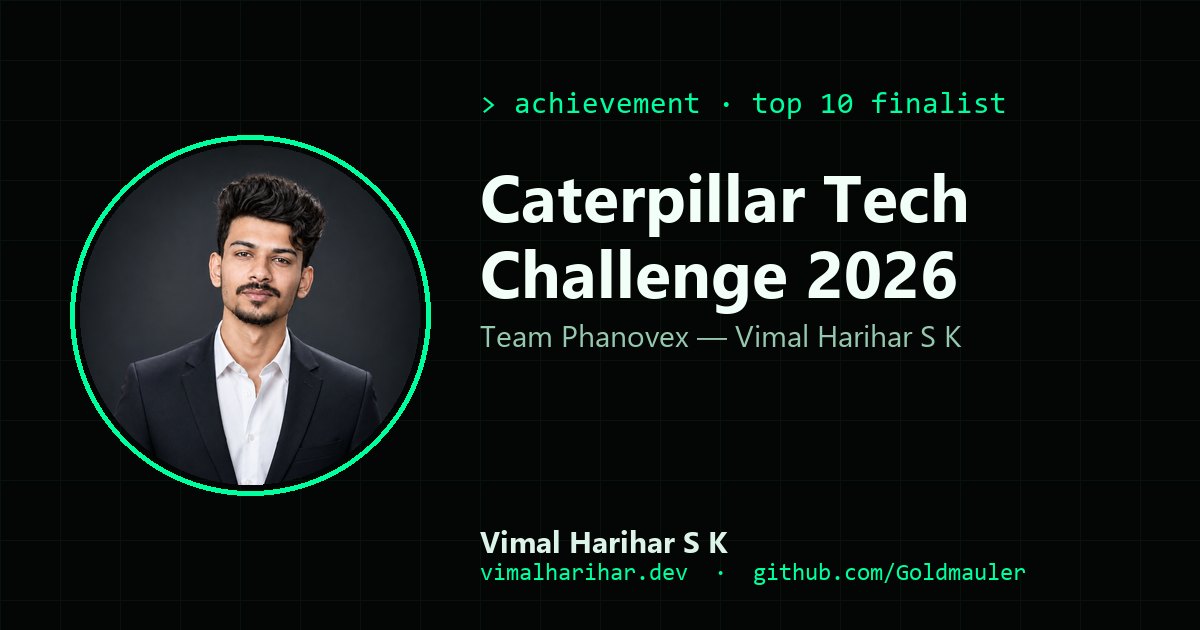 > achievement · top 10 finalist
Caterpillar Tech
Challenge 2026
Team Phanovex — Vimal Harihar S K
Vimal Harihar S K
vimalharihar.dev · github.com/Goldmauler